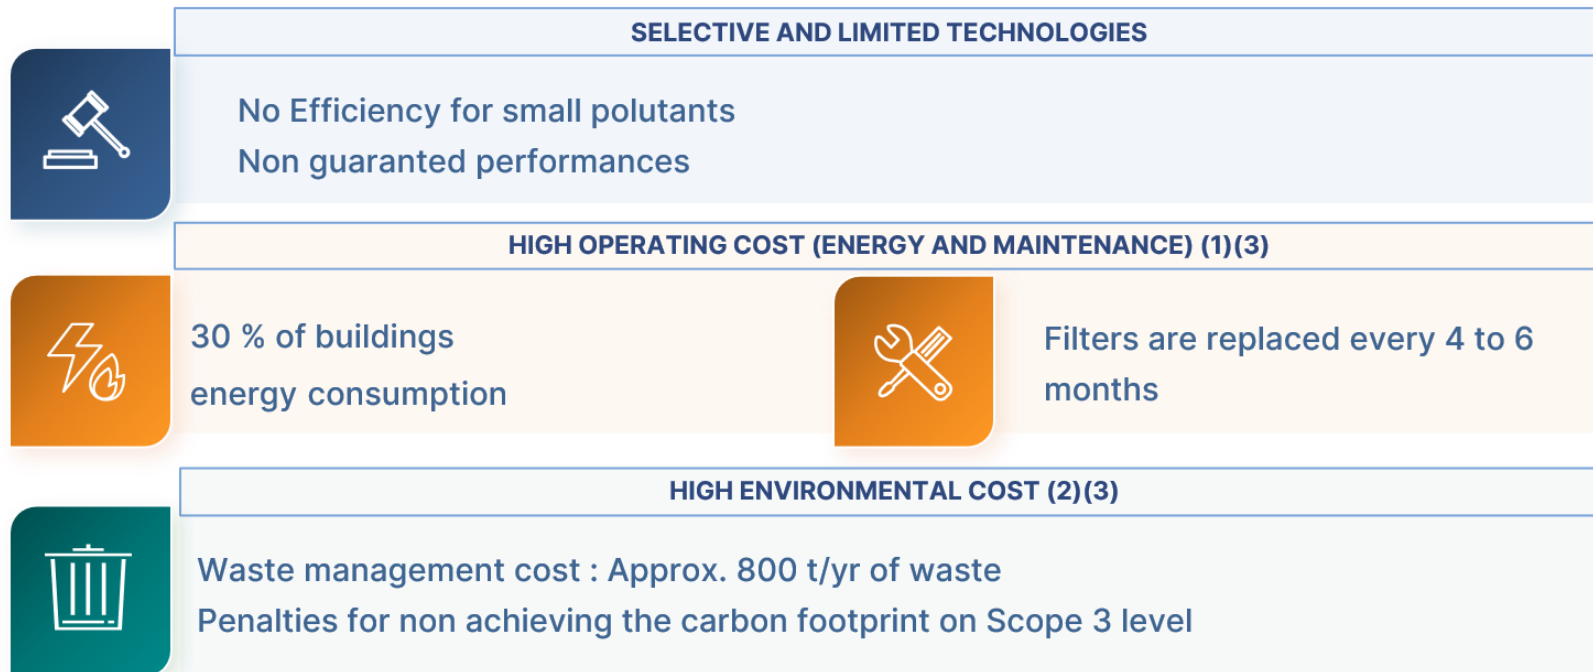 SELECTIVE AND LIMITED TECHNOLOGIES
No Efficiency for small polutants
Non guaranted performances
HIGH OPERATING COST (ENERGY AND MAINTENANCE) (1)(3)
30 % of buildings
energy consumption
Filters are replaced every 4 to 6
months
HIGH ENVIRONMENTAL COST (2)(3)
Waste management cost : Approx. 800 t/yr of waste
Penalties for non achieving the carbon footprint on Scope 3 level